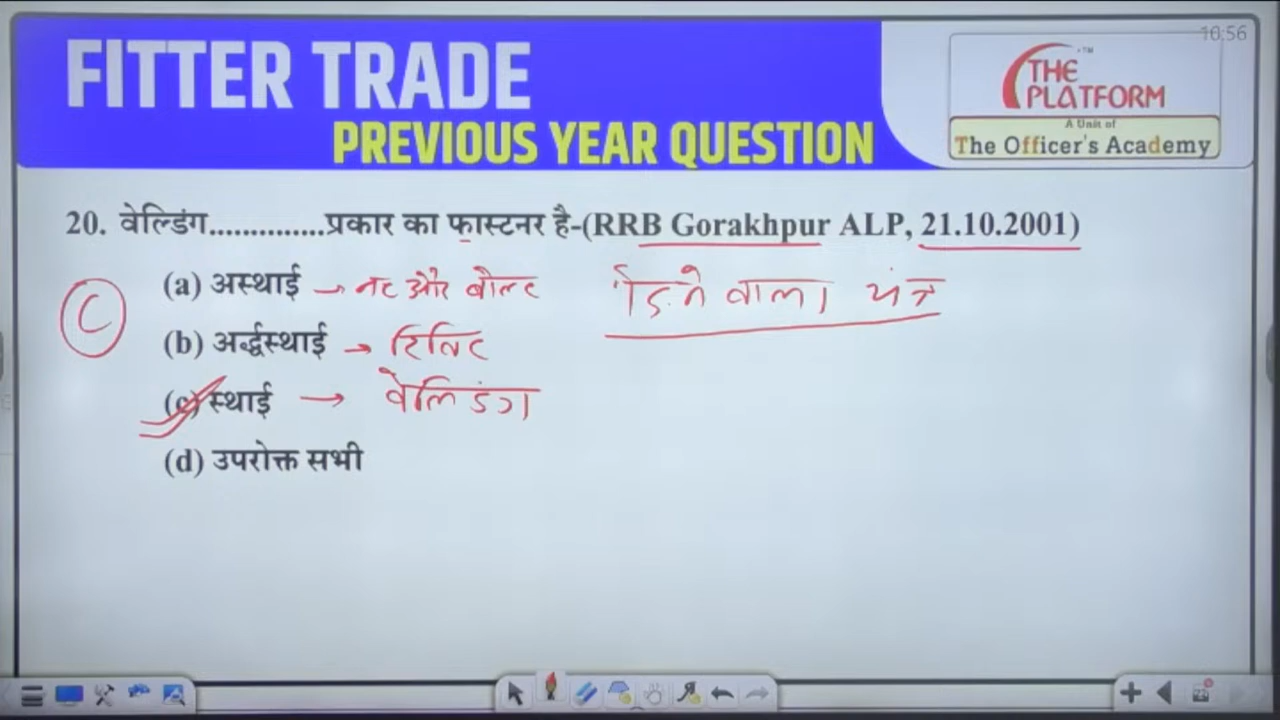 10:56
FITTER TRADE
PREVIOUS YEAR QUESTION
THE
PLATFORM
A Unit of
The Officer's Academy
20. वेल्डिंग..............प्रकार का फास्टनर है-(RRB Gorakhpur ALP, 21.10.2001)
(a) अस्थाई → नट और बोल्ट वाला यंत्र
C
(b) अर्द्धस्थाई → रिविट
(c) स्थाई → वेल्डिंग
(d) उपरोक्त सभी